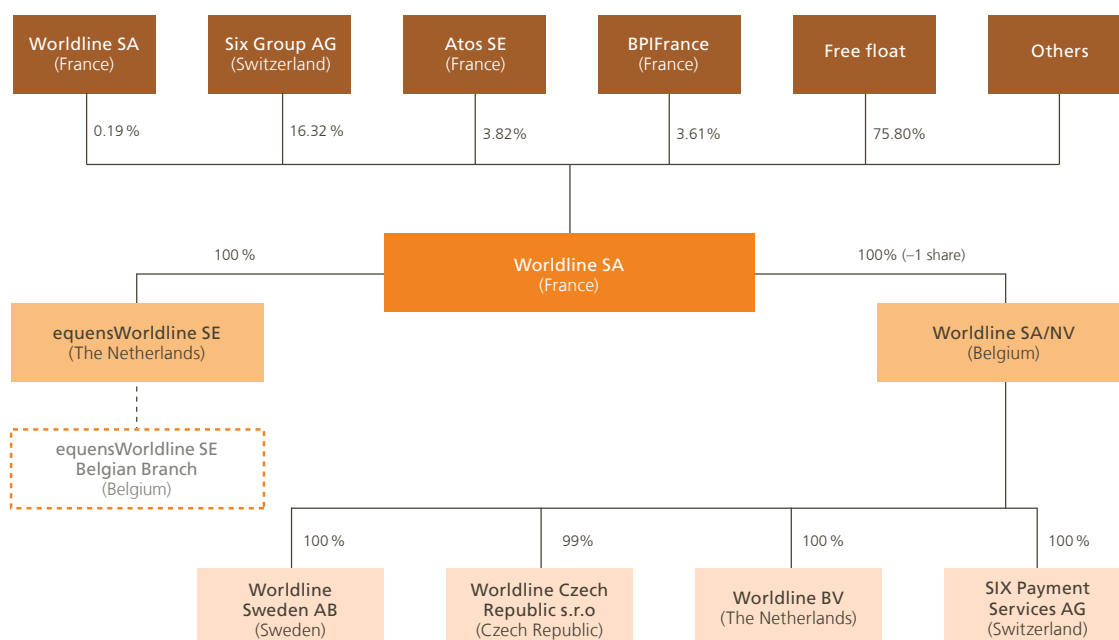 Worldline SA
(France)
Six Group AG
(Switzerland)
Atos SE
(France)
BPIFrance
(France)
Free float
Others
0.19 %
16.32 %
3.82%
3.61%
75.80%
100 %
Worldline SA
(France)
100% (–1 share)
equensWorldline SE
(The Netherlands)
Worldline SA/NV
(Belgium)
equensWorldline SE
Belgian Branch
(Belgium)
100 %
99%
100 %
100 %
Worldline
Sweden AB
(Sweden)
Worldline Czech
Republic s.r.o
(Czech Republic)
Worldline BV
(The Netherlands)
SIX Payment
Services AG
(Switzerland)